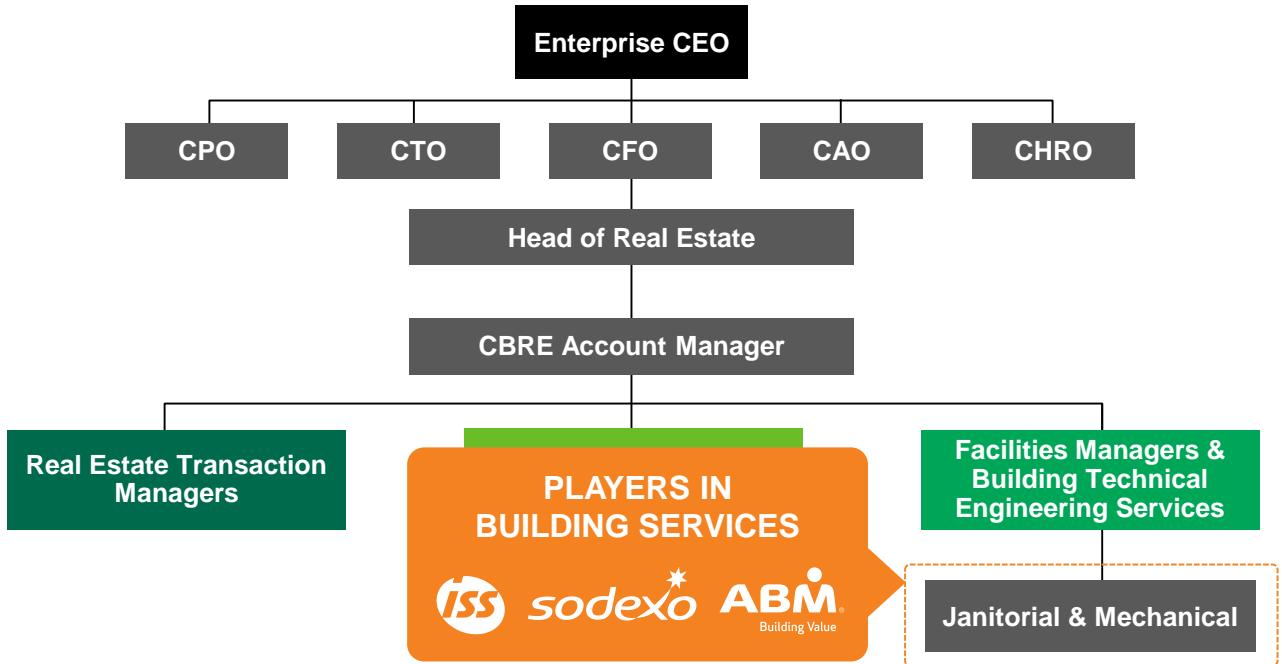 Enterprise CEO
CPO
CTO
CFO
CAO
CHRO
Head of Real Estate
CBRE Account Manager
Real Estate Transaction
Managers
PLAYERS IN
BUILDING SERVICES
ISS
sodexo
ABM®
Building Value
Facilities Managers &
Building Technical
Engineering Services
Janitorial & Mechanical